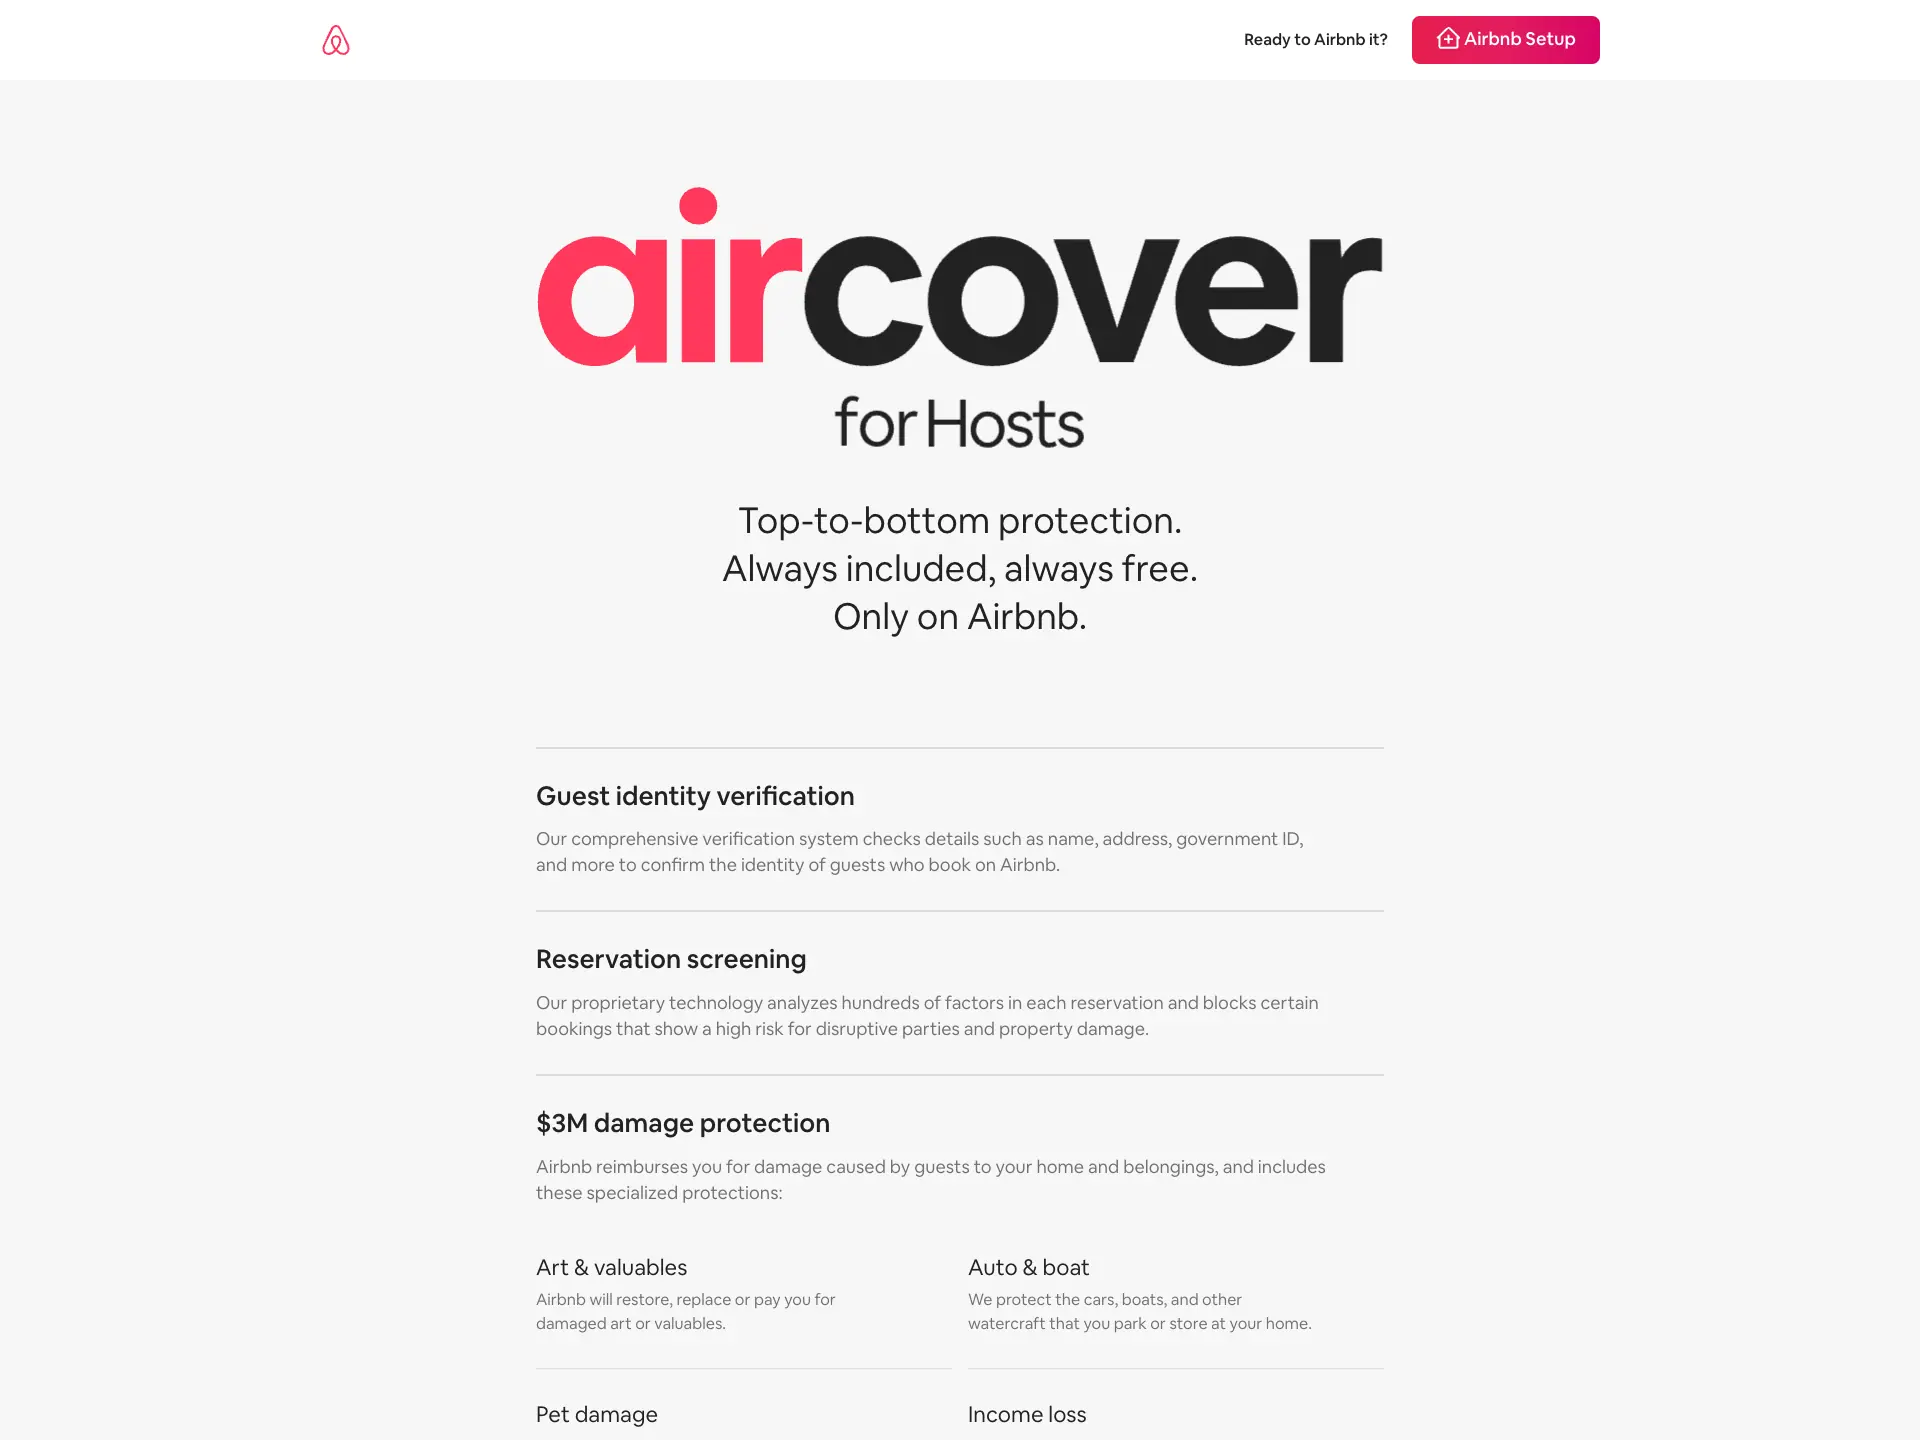 Ready to Airbnb it?
Airbnb Setup
aircover
for Hosts
Top-to-bottom protection.
Always included, always free.
Only on Airbnb.
Guest identity verification
Our comprehensive verification system checks details such as name, address, government ID,
and more to confirm the identity of guests who book on Airbnb.
Reservation screening
Our proprietary technology analyzes hundreds of factors in each reservation and blocks certain
bookings that show a high risk for disruptive parties and property damage.
$3M damage protection
Airbnb reimburses you for damage caused by guests to your home and belongings, and includes
these specialized protections:
Art & valuables
Airbnb will restore, replace or pay you for
damaged art or valuables.
Auto & boat
We protect the cars, boats, and other
watercraft that you park or store at your home.
Pet damage
Income loss